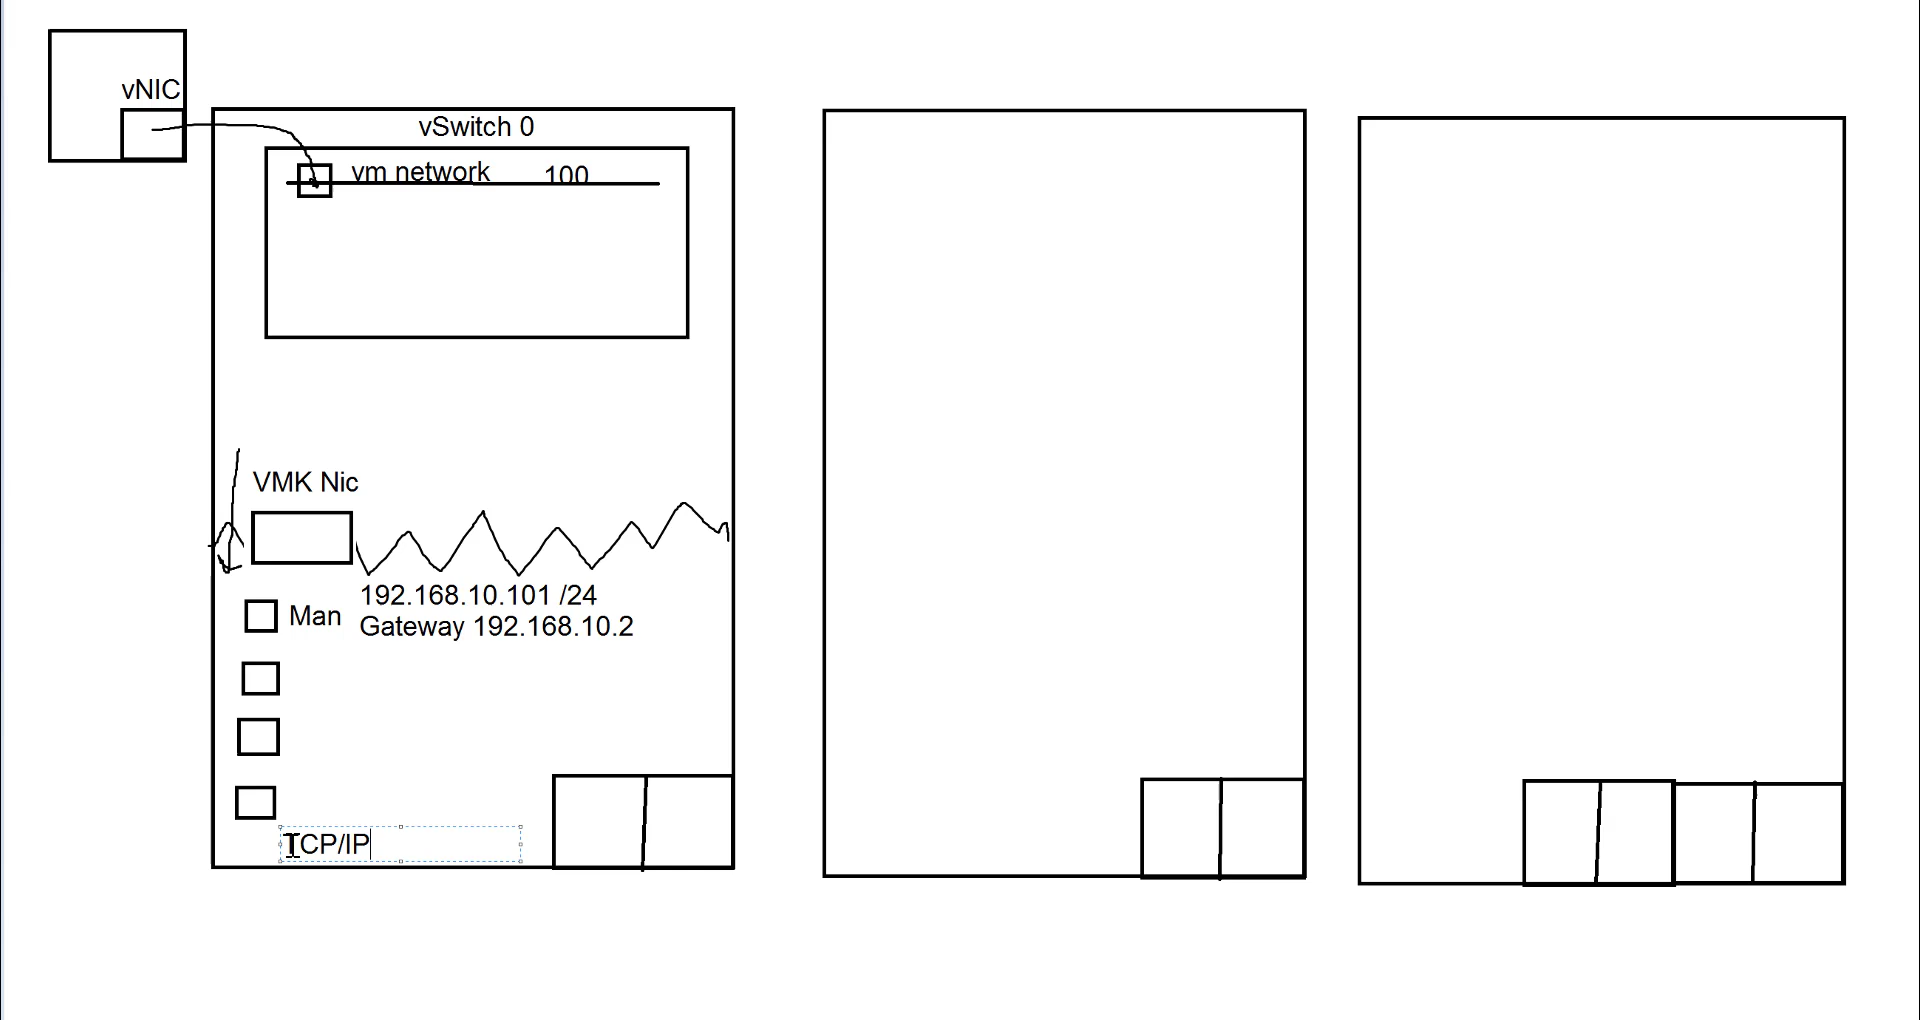 vNIC
vSwitch 0
vm network 100
VMK Nic
192.168.10.101 /24
Man
Gateway 192.168.10.2
TCP/IP